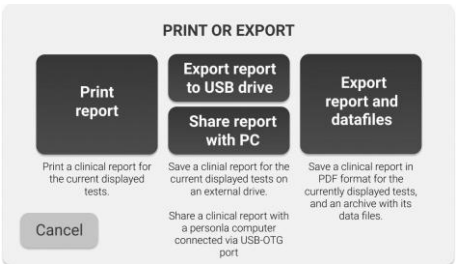 PRINT OR EXPORT
Print
report
Print a clinical report for
the current displayed
tests.
Export report
to USB drive
Share report
with PC
Save a clinial report for the
current displayed tests on
an external drive.
Share a clinical report with
a personla computer
connected via USB-OTG
port
Export
report and
datafiles
Save a clinical report in
PDF format for the
currently displayed tests,
and an archive with its
data files.
Cancel